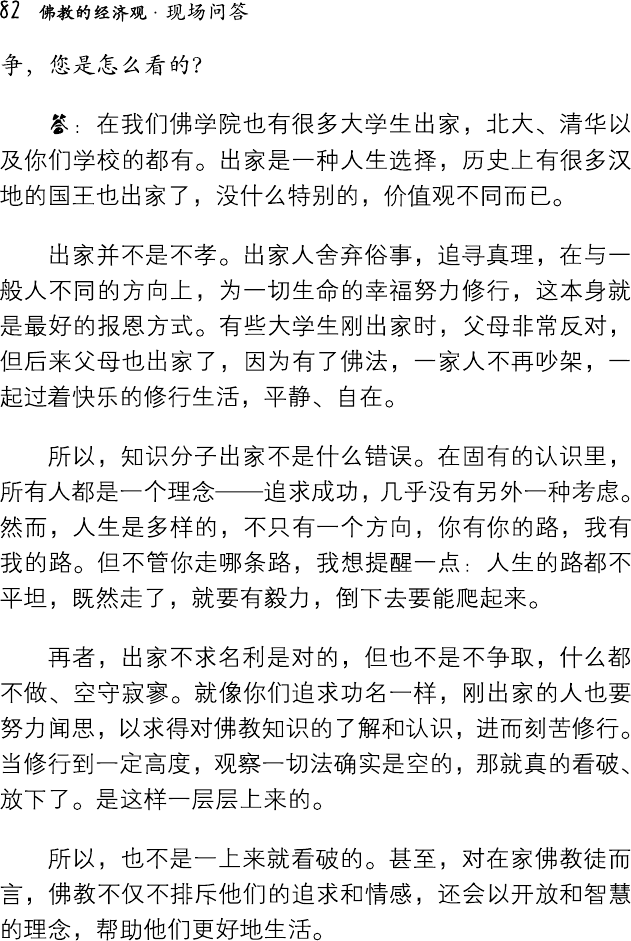 82 佛教的经济观·现场问答
争，您是怎么看的？
答：在我们佛学院也有很多大学生出家，北大、清华以
及你们学校的都有。出家是一种人生选择，历史上有很多汉
地的国王也出家了，没什么特别的，价值观不同而已。
出家并不是不孝。出家人舍弃俗事，追寻真理，在与一
般人不同的方向上，为一切生命的幸福努力修行，这本身就
是最好的报恩方式。有些大学生刚出家时，父母非常反对，
但后来父母也出家了，因为有了佛法，一家人不再吵架，一
起过着快乐的修行生活，平静、自在。
所以，知识分子出家不是什么错误。在固有的认识里，
所有人都是一个理念——追求成功，几乎没有另外一种考虑。
然而，人生是多样的，不只有一个方向，你有你的路，我有
我的路。但不管你走哪条路，我想提醒一点：人生的路都不
平坦，既然走了，就要有毅力，倒下去要能爬起来。
再者，出家不求名利是对的，但也不是不争取，什么都
不做、空守寂寥。就像你们追求功名一样，刚出家的人也要
努力闻思，以求得对佛教知识的了解和认识，进而刻苦修行。
当修行到一定高度，观察一切法确实是空的，那就真的看破、
放下了。是这样一层层上来的。
所以，也不是一上来就看破的。甚至，对在家佛教徒而
言，佛教不仅不排斥他们的追求和情感，还会以开放和智慧
的理念，帮助他们更好地生活。